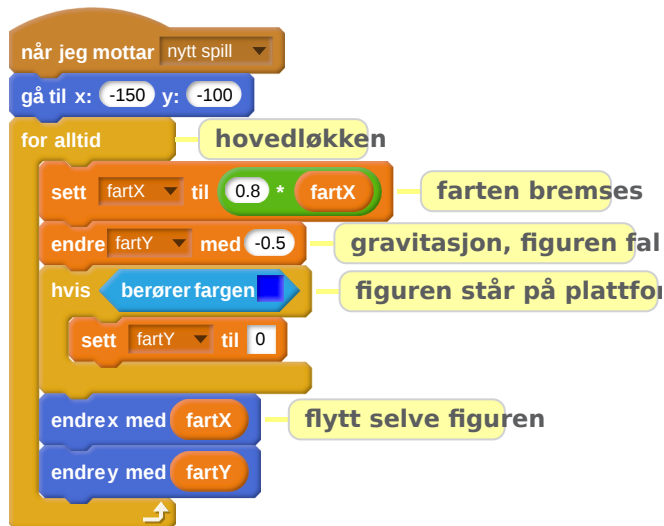 når jeg mottar nytt spill
gå til x: -150 y: -100
for alltid hovedløkken
sett fartX til 0.8 * fartX farten bremses
endre fartY med -0.5 gravitasjon, figuren fal
hvis berører fargen figuren står på plattfor
sett fartY til 0
endre x med fartX flytt selve figuren
endre y med fartY